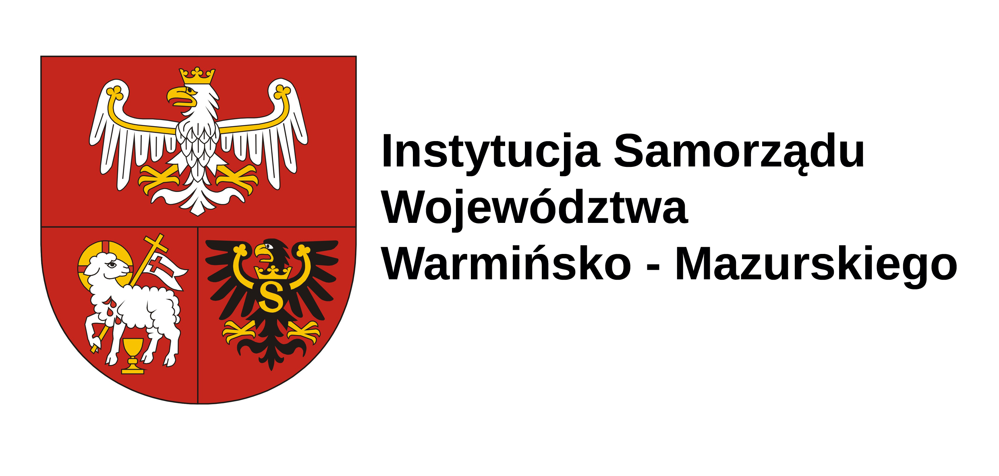 Instytucja Samorządu
Województwa
Warmińsko - Mazurskiego
S